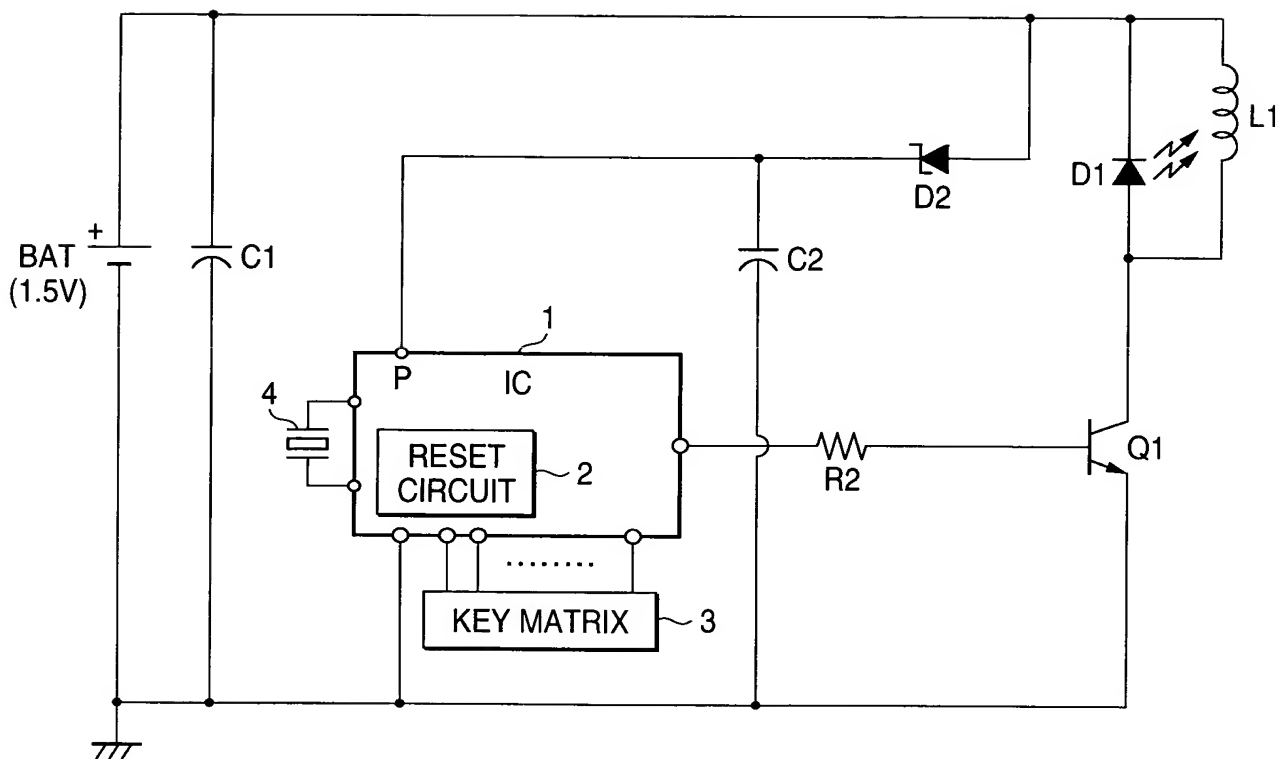 L1
D1
D2
+
BAT
(1.5V)
C1
C2
1
P
IC
4
RESET
CIRCUIT
2
R2
Q1
KEY MATRIX
3